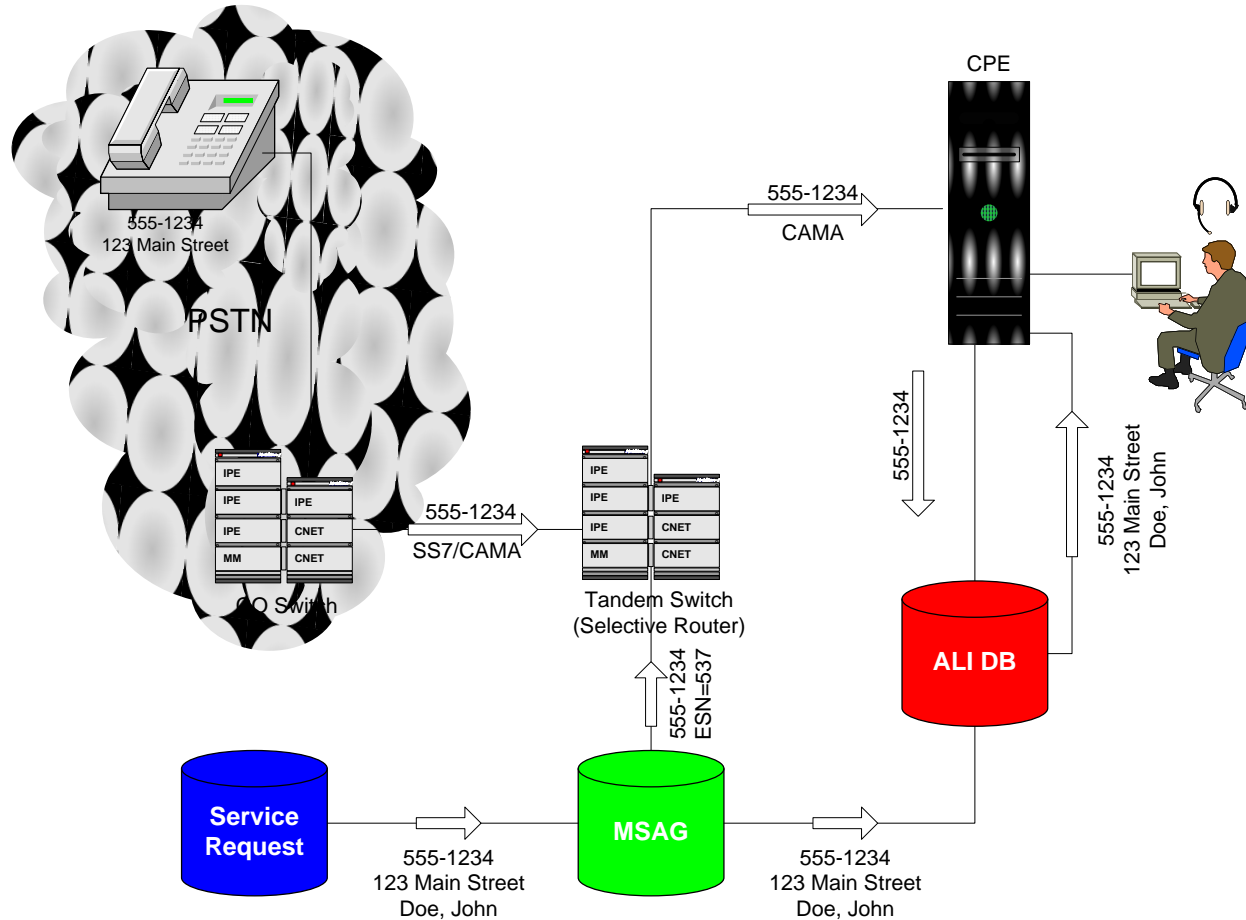 CPE
555-1234
123 Main Street
PSTN
555-1234
CAMA
555-1234
555-1234
123 Main Street
Doe, John
IPE
IPE
IPE
MM
IPE
CNET
CNET
CO Switch
555-1234
SS7/CAMA
IPE
IPE
IPE
MM
IPE
CNET
CNET
Tandem Switch
(Selective Router)
555-1234
ESN=537
ALI DB
Service
Request
MSAG
555-1234
123 Main Street
Doe, John
555-1234
123 Main Street
Doe, John